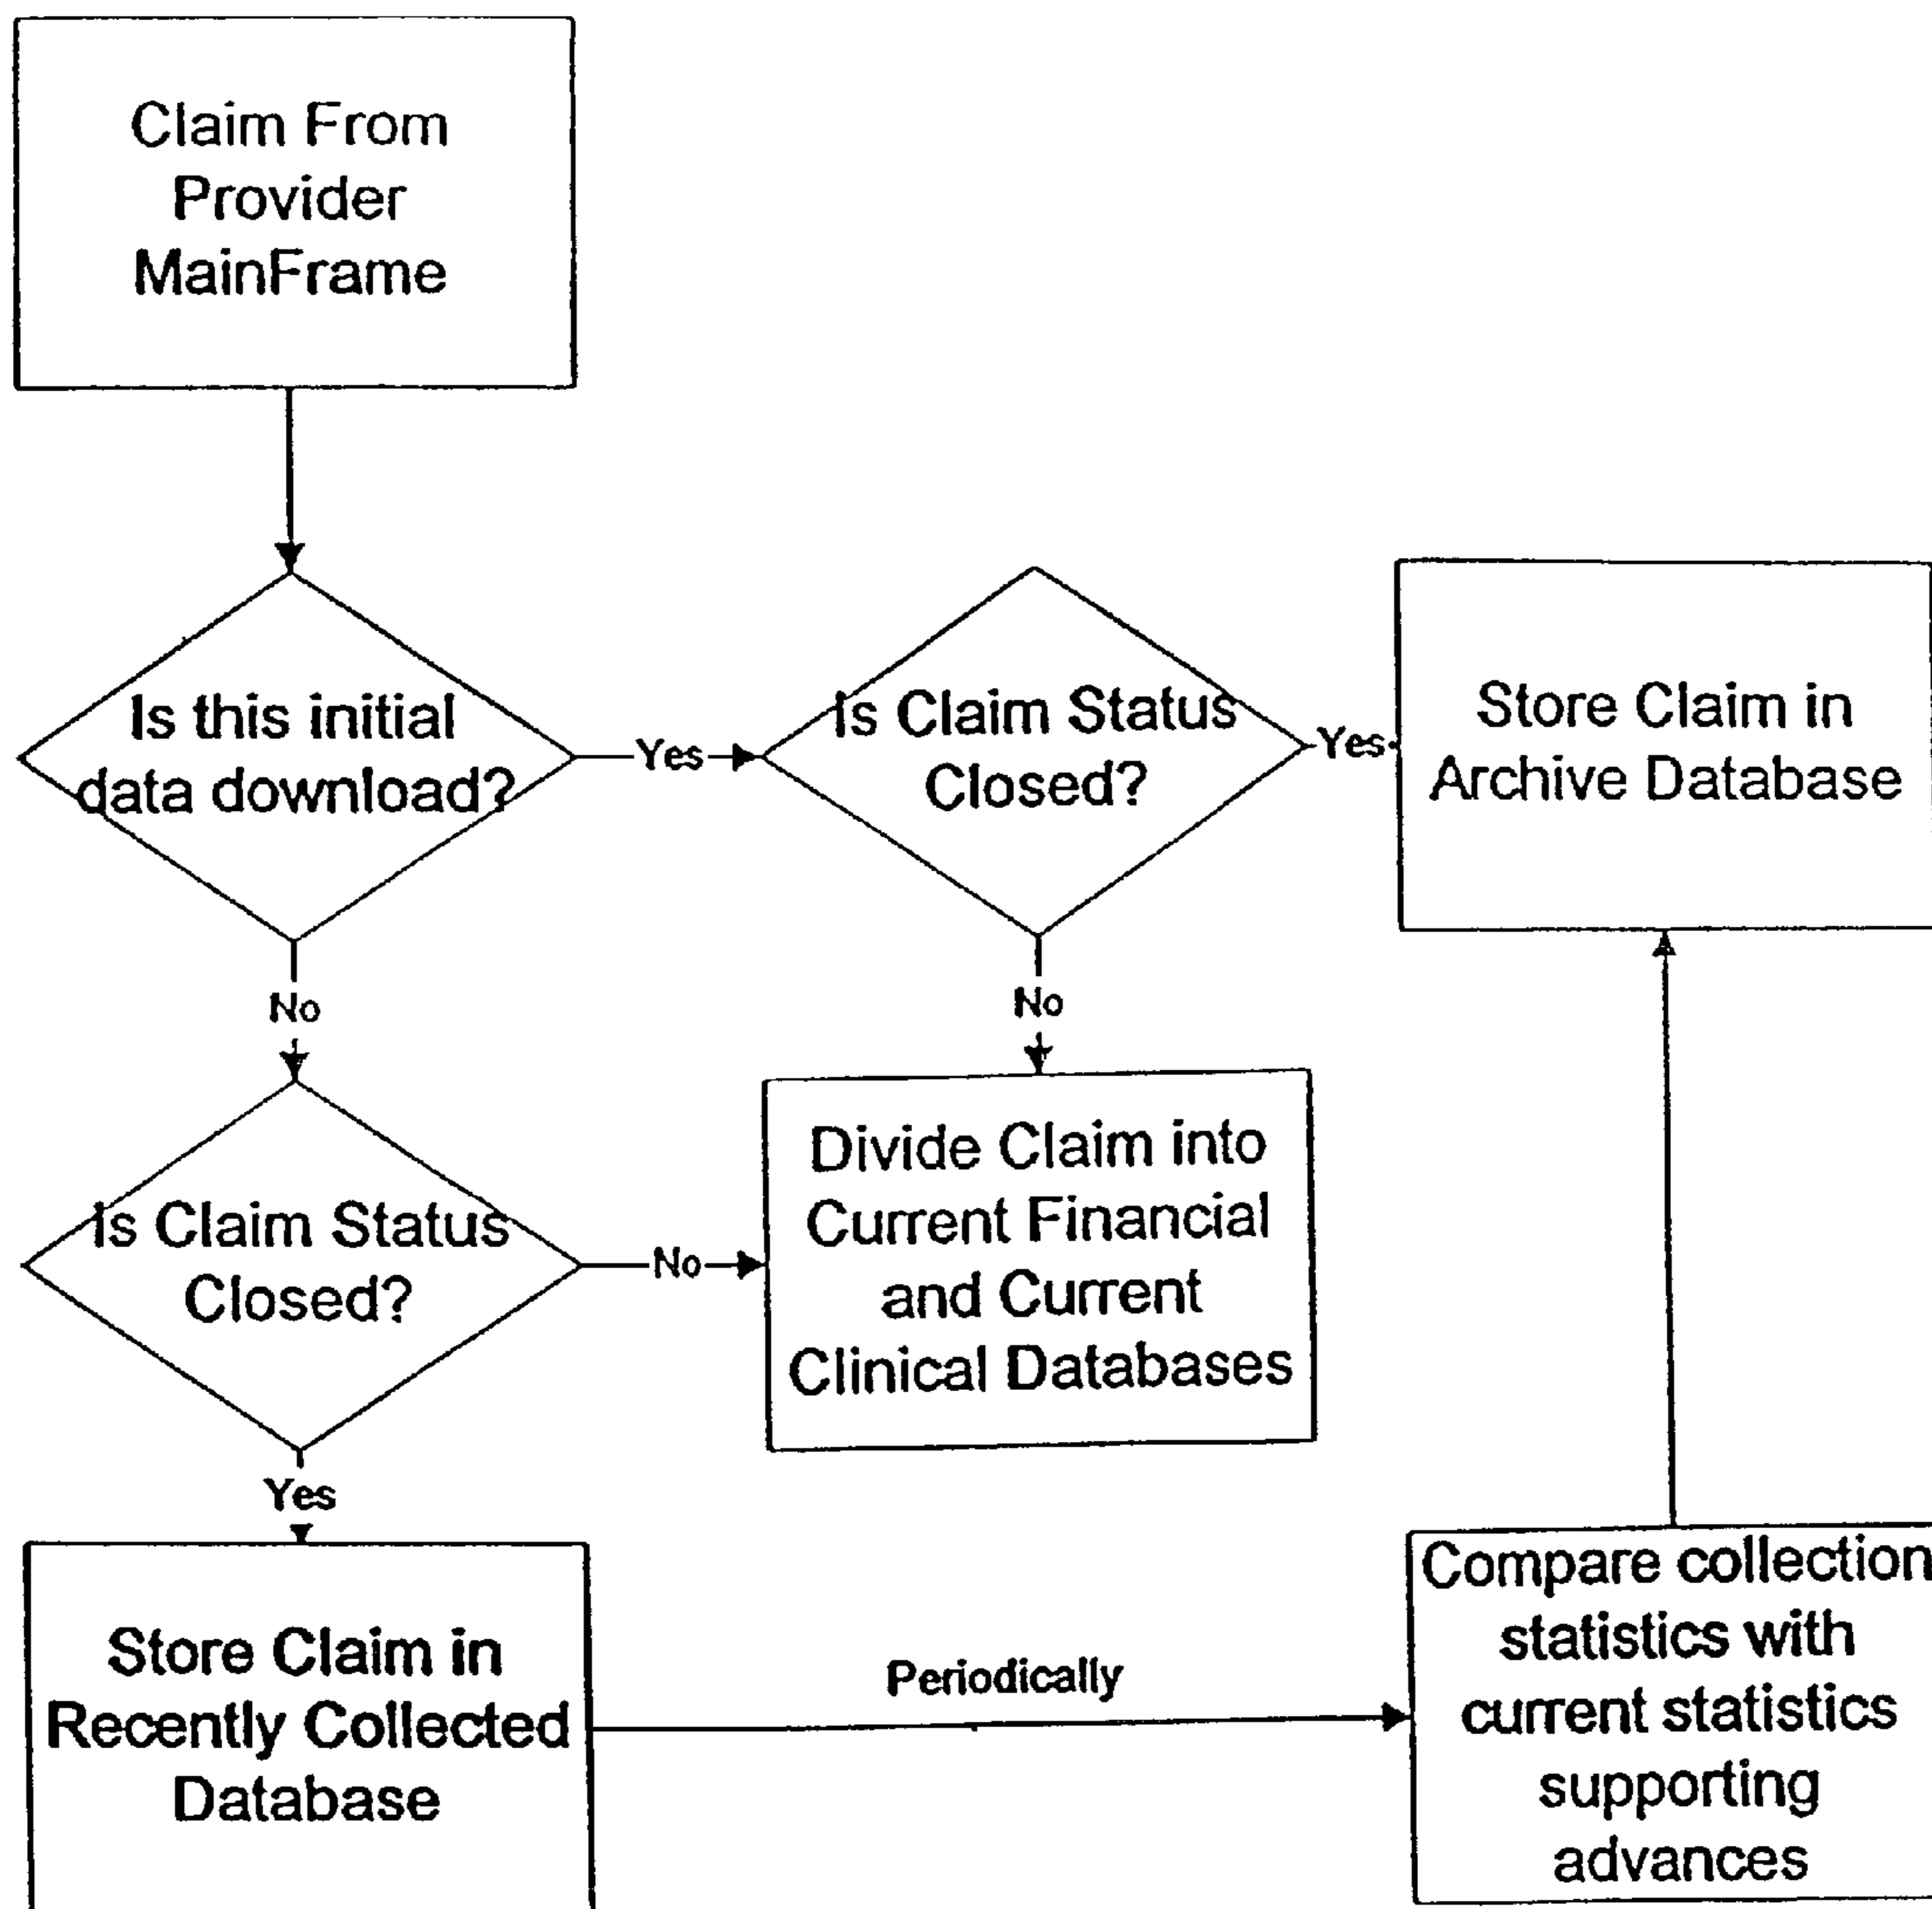 Claim From
Provider
MainFrame
Is this initial
data download?
Yes
Is Claim Status
Closed?
Yes
Store Claim in
Archive Database
No
No
Is Claim Status
Closed?
No
Divide Claim into
Current Financial
and Current
Clinical Databases
Yes
Store Claim in
Recently Collected
Database
Periodically
Compare collection
statistics with
current statistics
supporting
advances